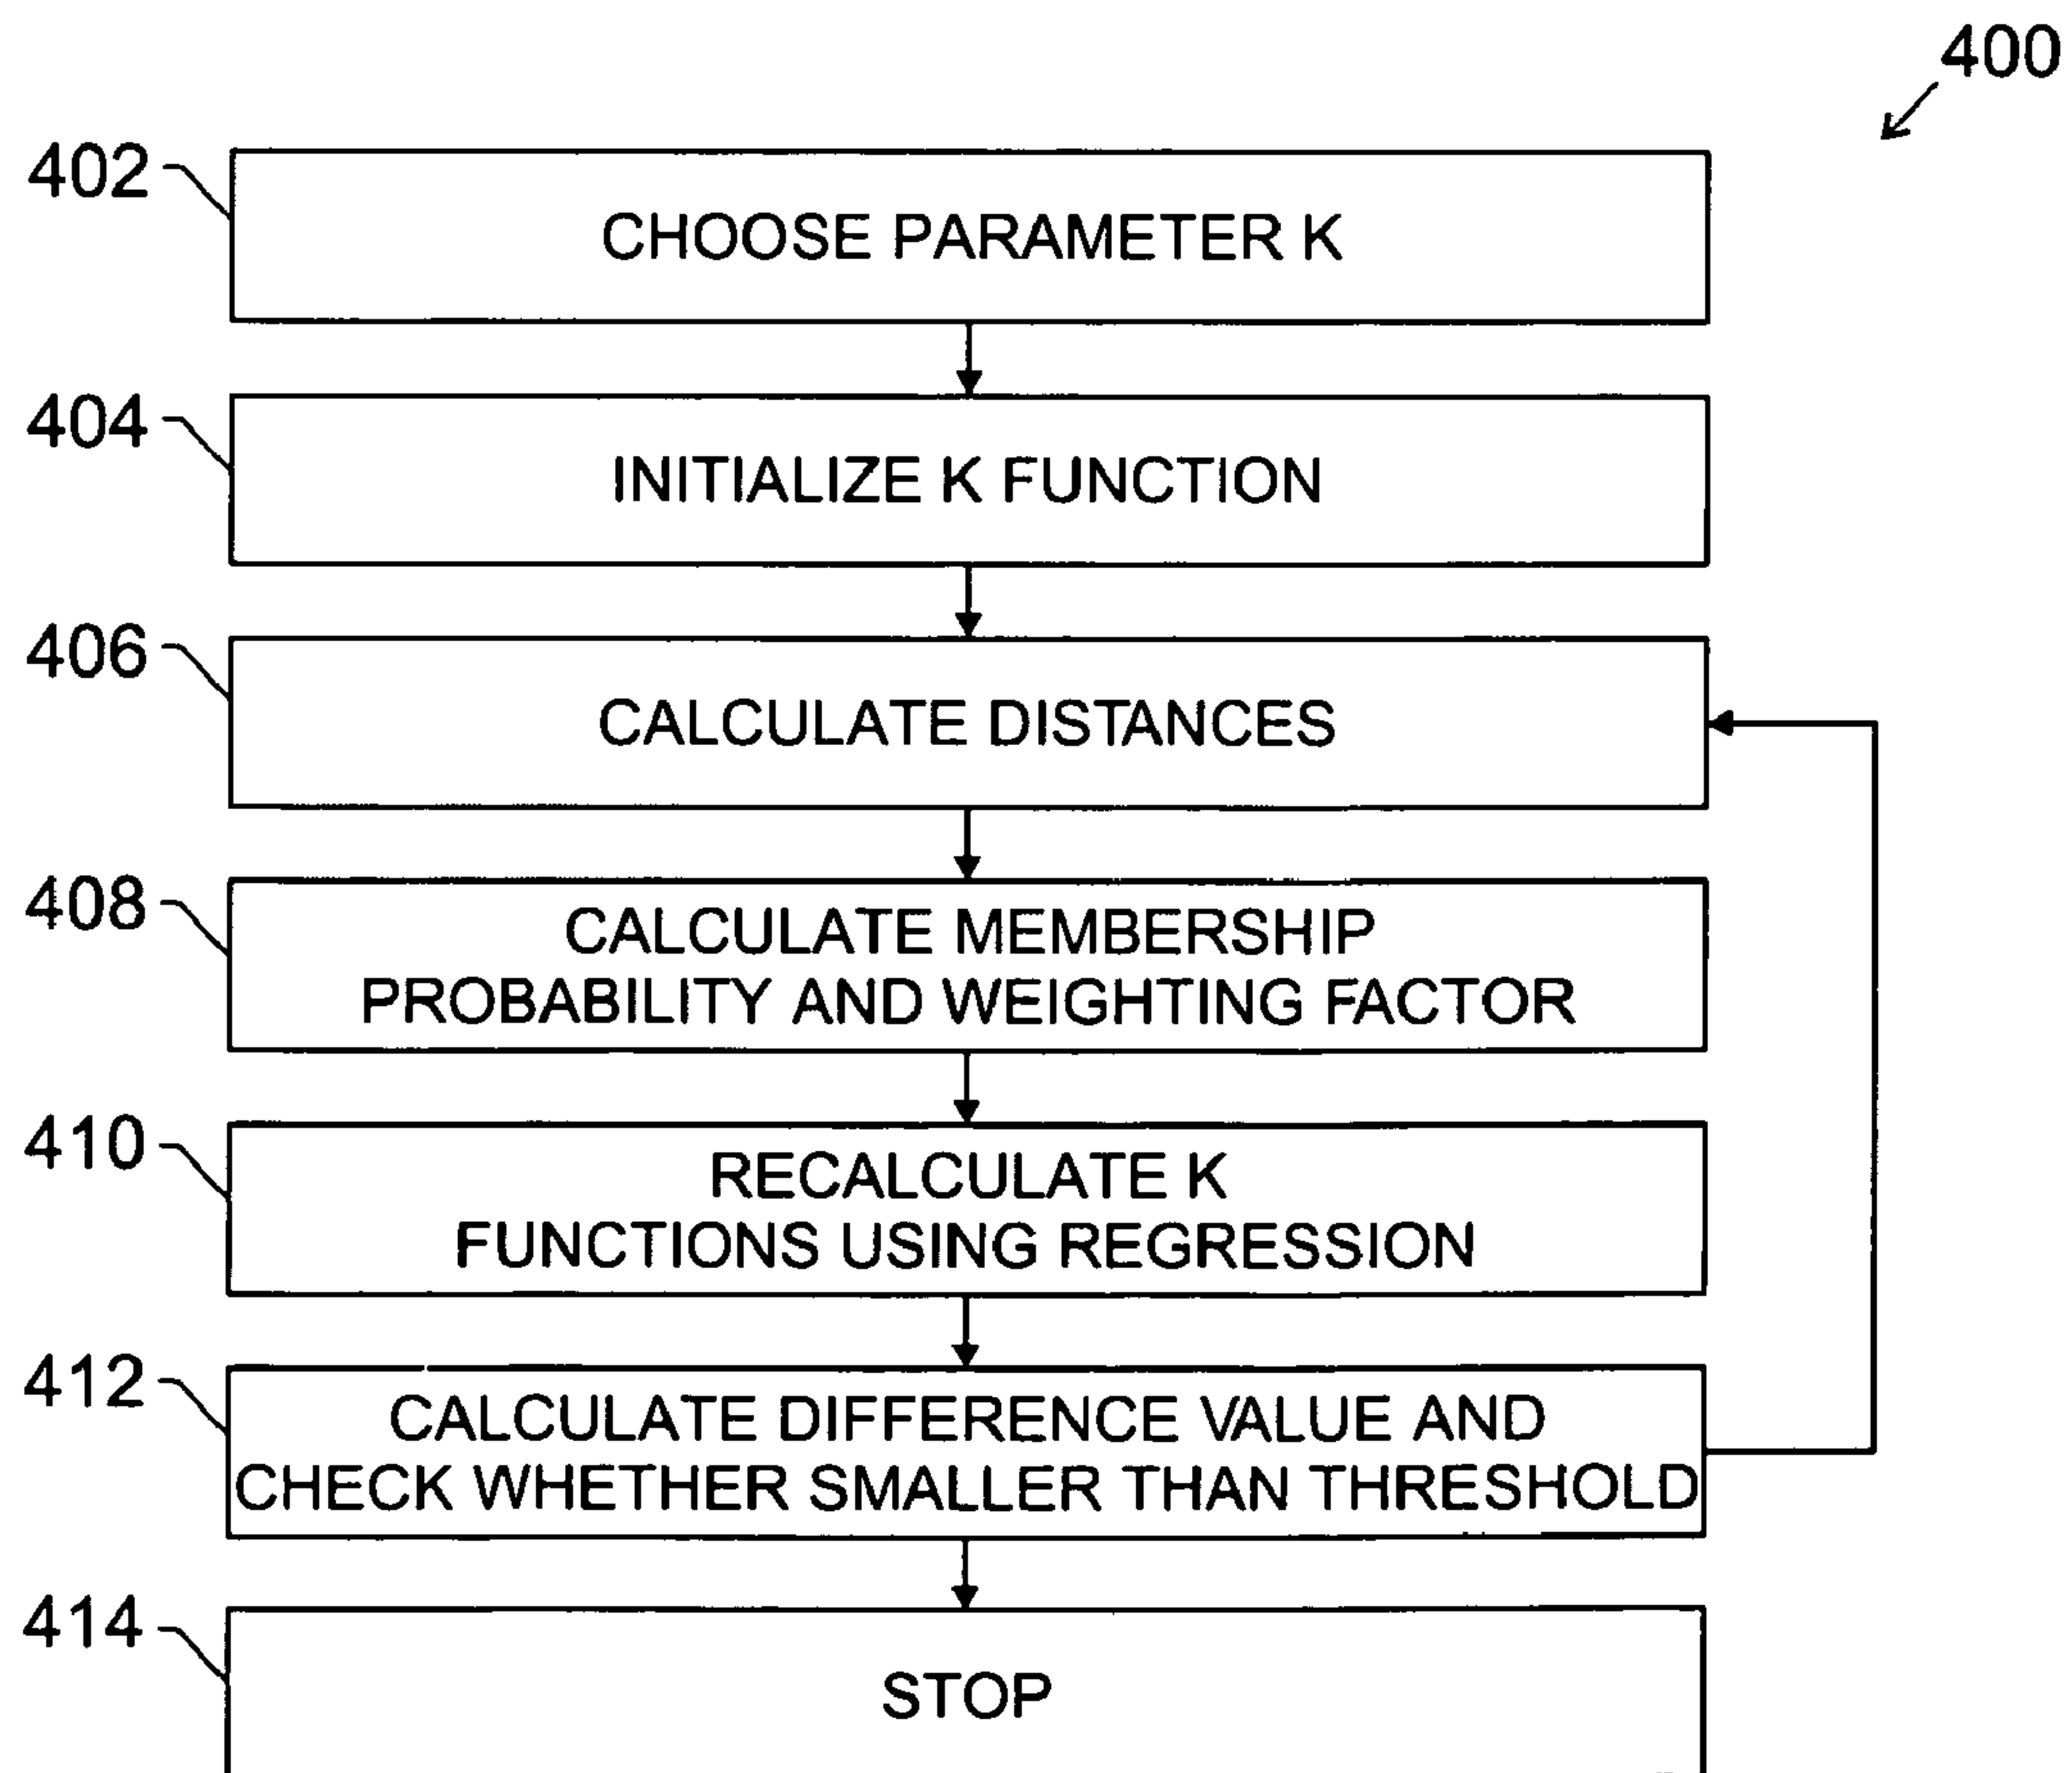 400
402
CHOOSE PARAMETER K
404
INITIALIZE K FUNCTION
406
CALCULATE DISTANCES
408
CALCULATE MEMBERSHIP
PROBABILITY AND WEIGHTING FACTOR
410
RECALCULATE K
FUNCTIONS USING REGRESSION
412
CALCULATE DIFFERENCE VALUE AND
CHECK WHETHER SMALLER THAN THRESHOLD
414
STOP